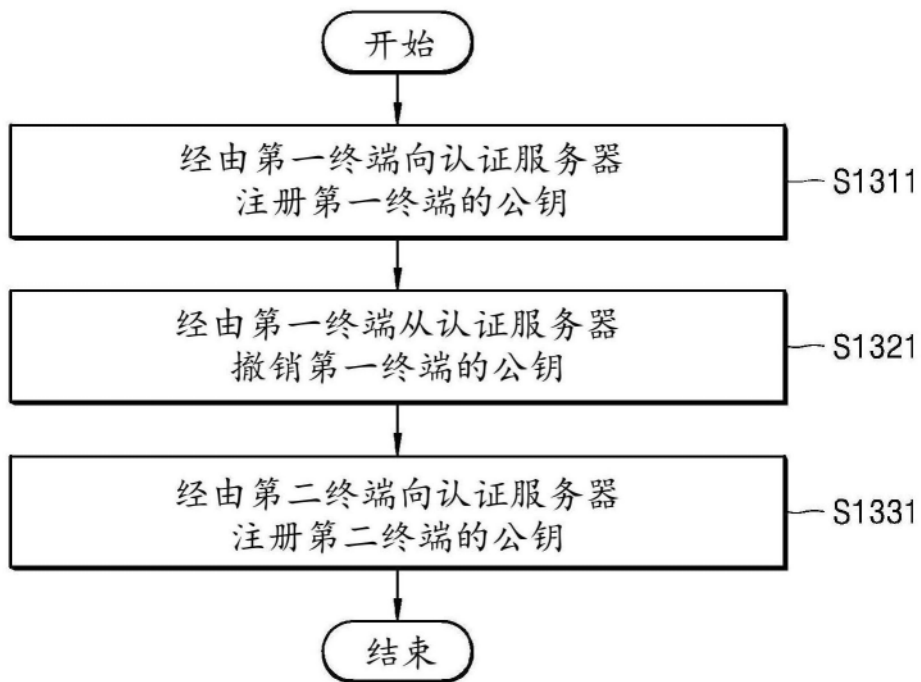 开始
经由第一终端向认证服务器
注册第一终端的公钥
S1311
经由第一终端从认证服务器
撤销第一终端的公钥
S1321
经由第二终端向认证服务器
注册第二终端的公钥
S1331
结束